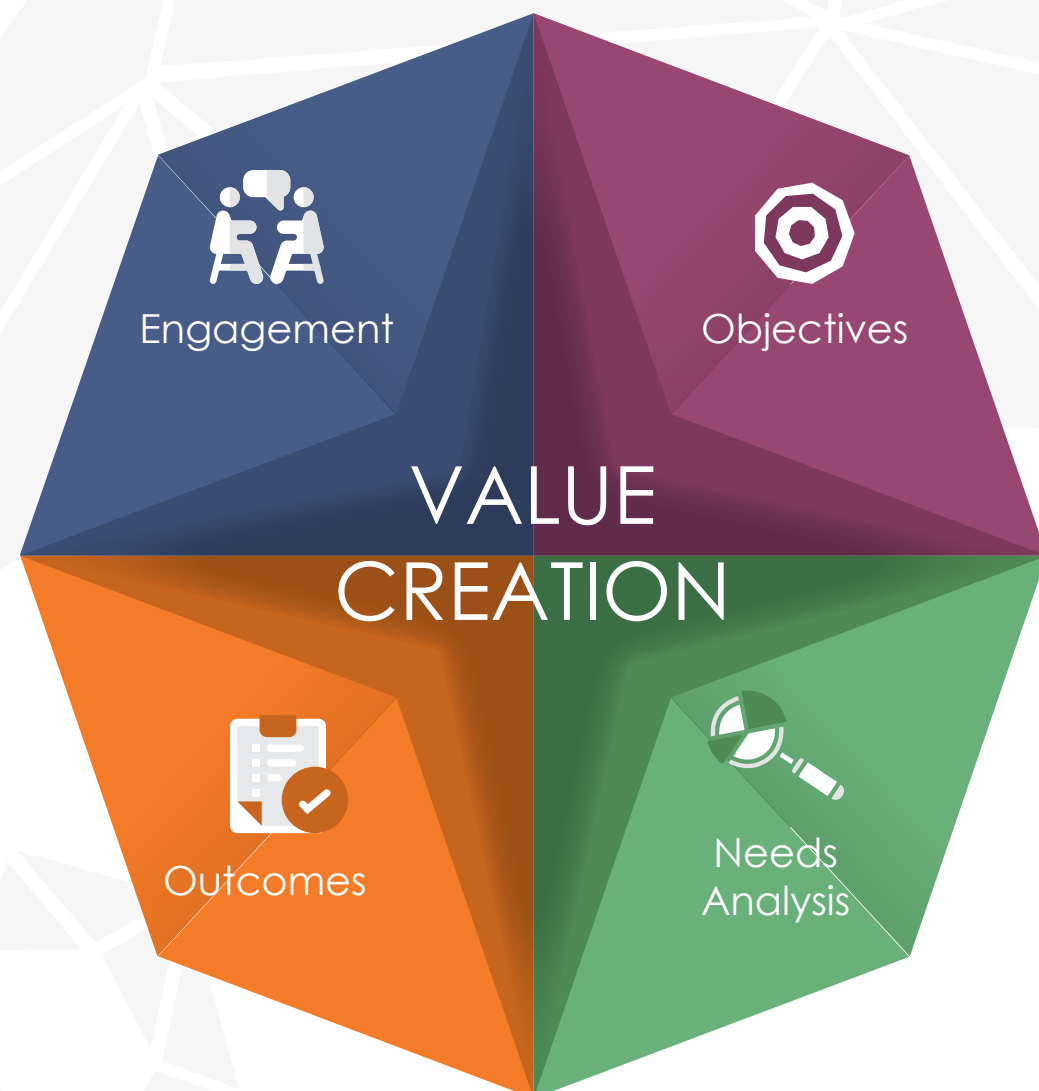 Engagement
Objectives
VALUE
CREATION
Outcomes
Needs
Analysis